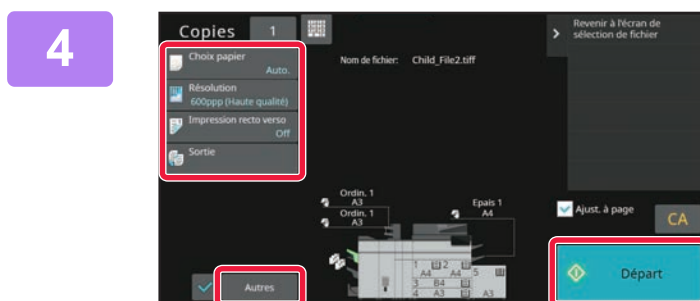 4
Copies 1
Revenir à l'écran de
sélection de fichier
Choix papier
Auto.
Nom de fichier: Child_File2.tiff
Résolution
600ppp (Haute qualité)
Impression recto verso
Off
Sortie
Ordin. 1
A3
Ordin. 1
A3
Epais 1
A4
Ajust. à page
CA
1 A4
2 A4
3 B4
4 A3
5 A3
Autres
Départ